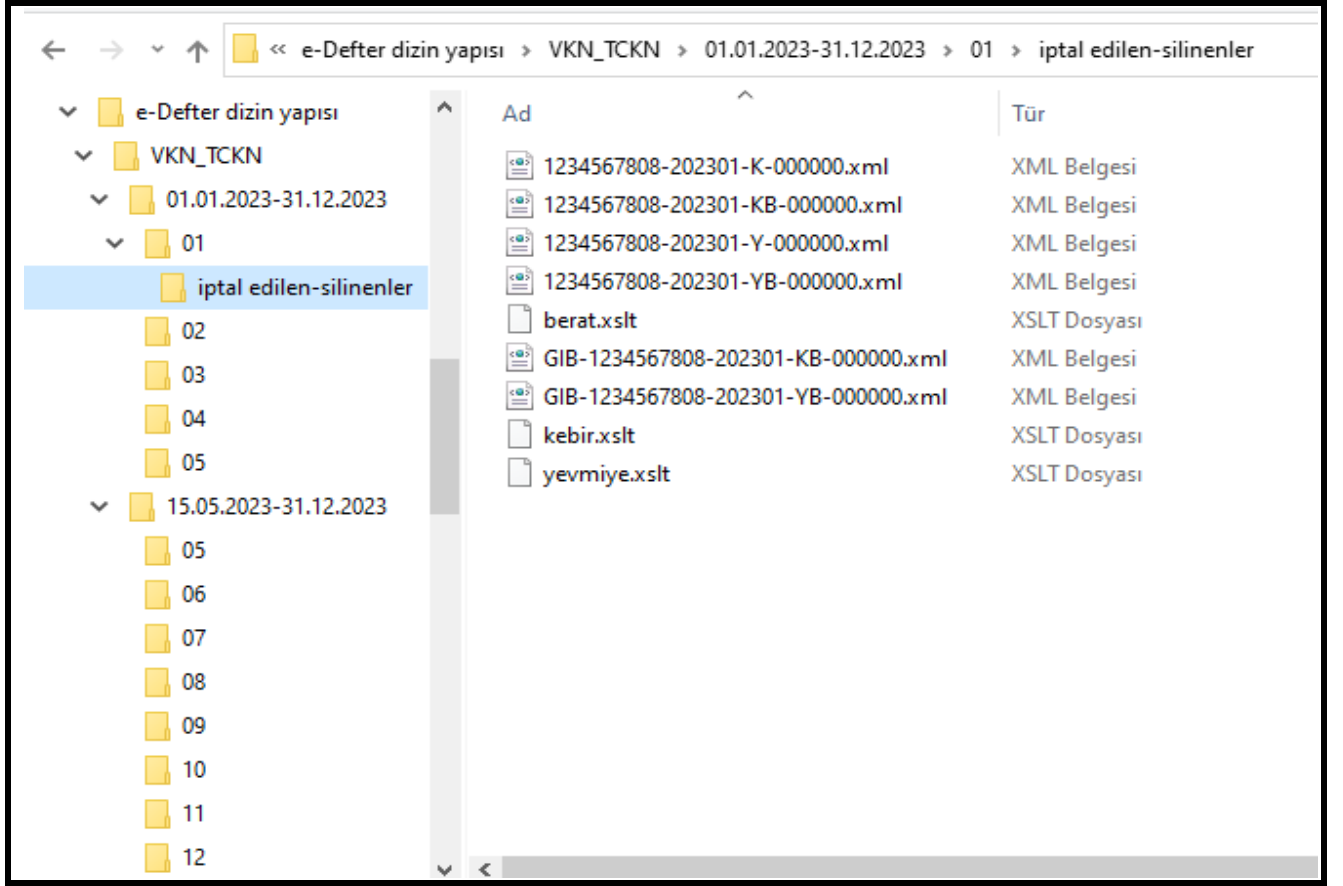 « e-Defter dizin yapısı › VKN_TCKN › 01.01.2023-31.12.2023 › 01 › iptal edilen-silinenler
e-Defter dizin yapısı
VKN_TCKN
01.01.2023-31.12.2023
01
iptal edilen-silinenler
02
03
04
05
15.05.2023-31.12.2023
05
06
07
08
09
10
11
12
Ad Tür
1234567808-202301-K-000000.xml XML Belgesi
1234567808-202301-KB-000000.xml XML Belgesi
1234567808-202301-Y-000000.xml XML Belgesi
1234567808-202301-YB-000000.xml XML Belgesi
berat.xslt XSLT Dosyası
GIB-1234567808-202301-KB-000000.xml XML Belgesi
GIB-1234567808-202301-YB-000000.xml XML Belgesi
kebir.xslt XSLT Dosyası
yevmiye.xslt XSLT Dosyası